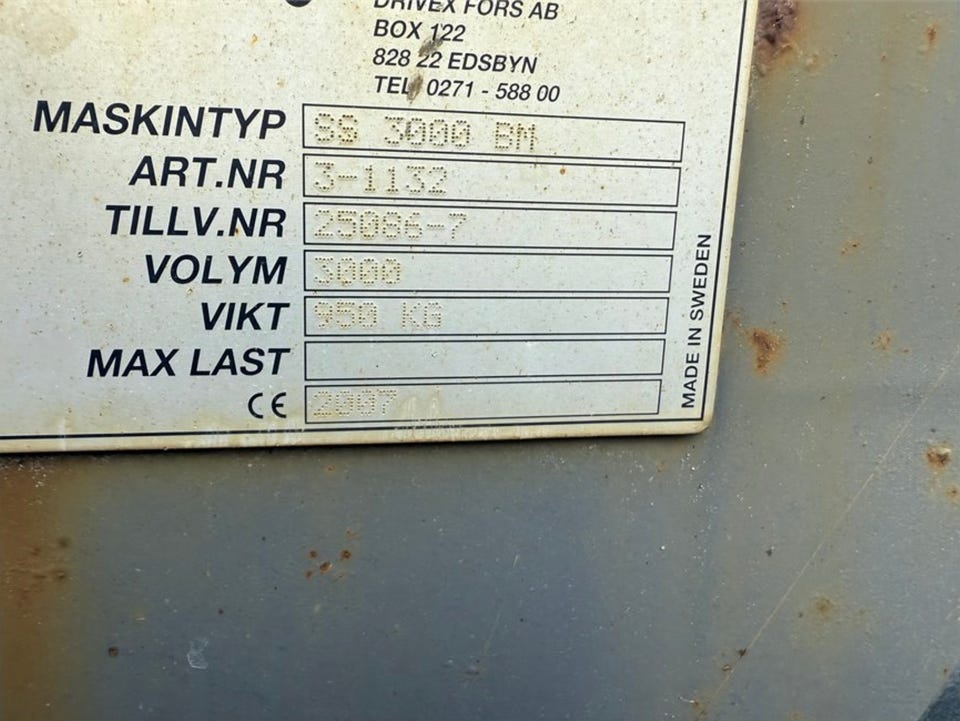 DRIVEX FORS AB
BOX 122
828 22 EDSBYN
TEL 0271 - 588 00
MASKINTYP SS 3000 BM
ART.NR 3-1132
TILLV.NR 25086-7
VOLYM 3000
VIKT 950 KG
MAX LAST
CE 2007
MADE IN SWEDEN